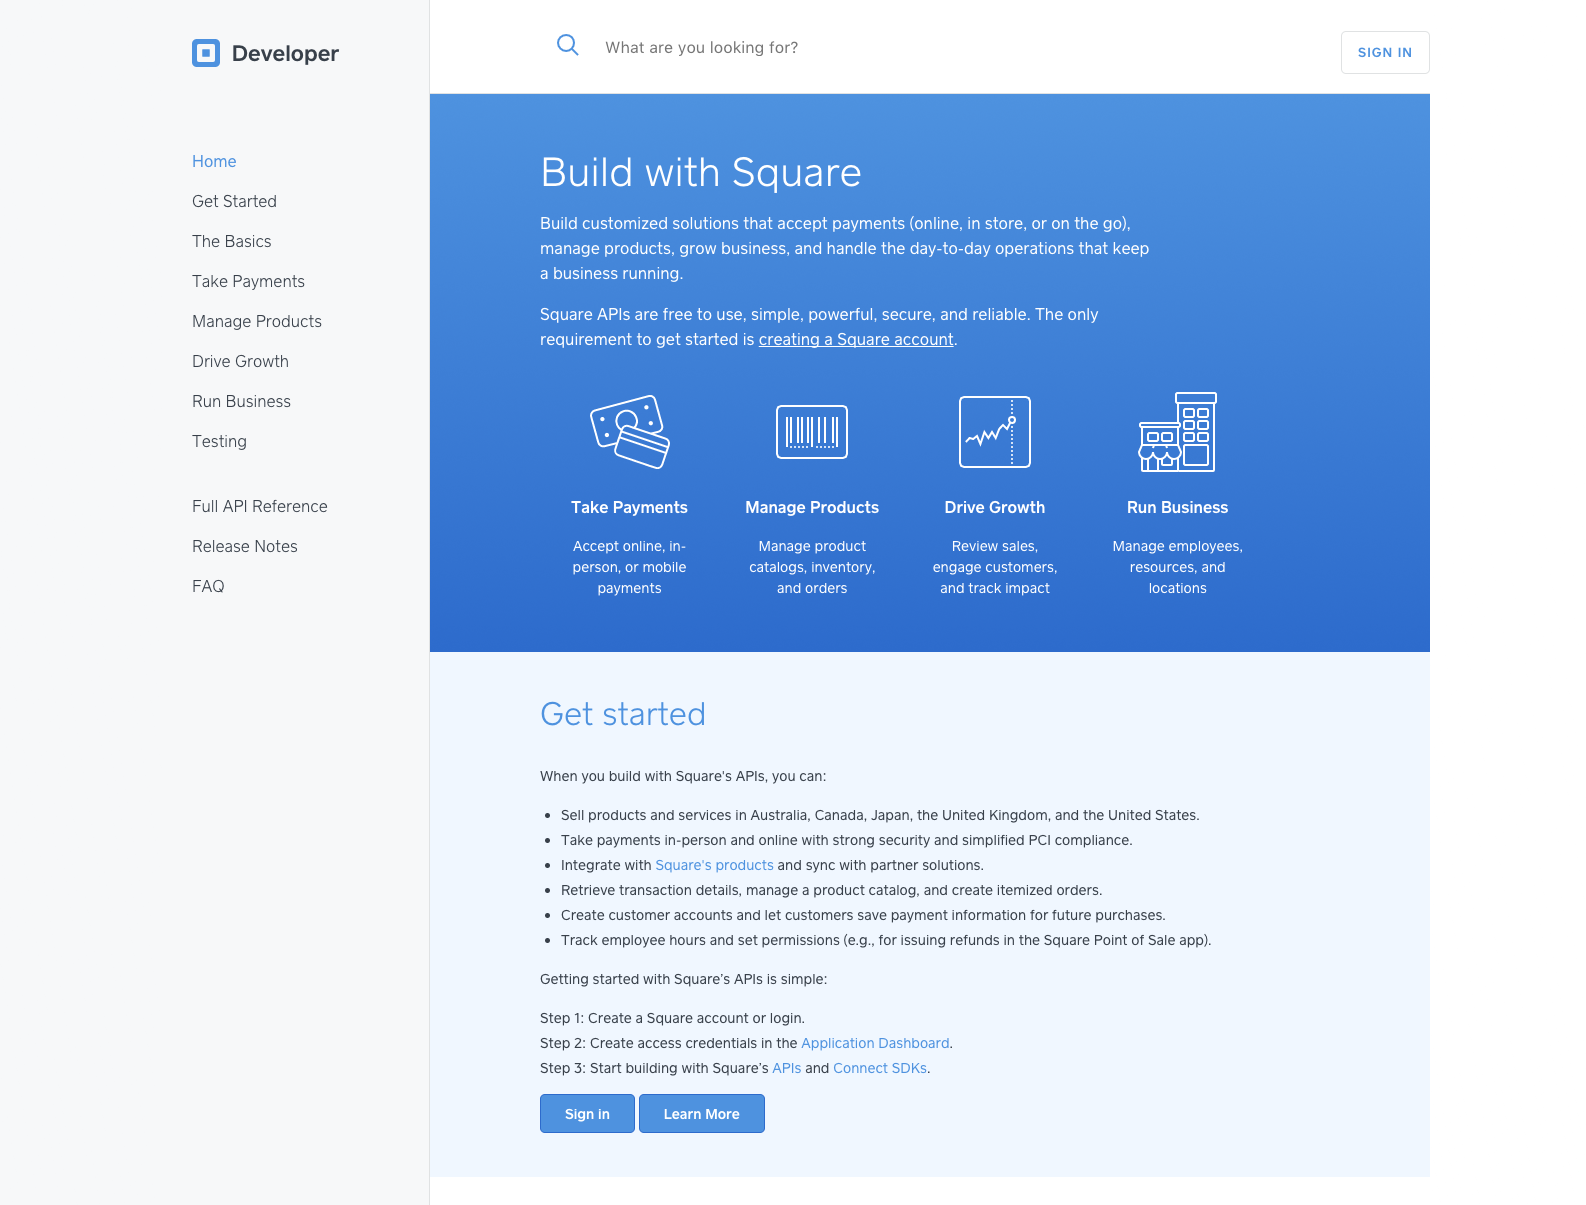 Developer
What are you looking for?
SIGN IN
Home
Get Started
The Basics
Take Payments
Manage Products
Drive Growth
Run Business
Testing
Full API Reference
Release Notes
FAQ
Build with Square
Build customized solutions that accept payments (online, in store, or on the go),
manage products, grow business, and handle the day-to-day operations that keep
a business running.
Square APIs are free to use, simple, powerful, secure, and reliable. The only
requirement to get started is creating a Square account.
Take Payments
Accept online, in-
person, or mobile
payments
Manage Products
Manage product
catalogs, inventory,
and orders
Drive Growth
Review sales,
engage customers,
and track impact
Run Business
Manage employees,
resources, and
locations
Get started
When you build with Square's APIs, you can:
• Sell products and services in Australia, Canada, Japan, the United Kingdom, and the United States.
• Take payments in-person and online with strong security and simplified PCI compliance.
• Integrate with Square's products and sync with partner solutions.
• Retrieve transaction details, manage a product catalog, and create itemized orders.
• Create customer accounts and let customers save payment information for future purchases.
• Track employee hours and set permissions (e.g., for issuing refunds in the Square Point of Sale app).
Getting started with Square’s APIs is simple:
Step 1: Create a Square account or login.
Step 2: Create access credentials in the Application Dashboard.
Step 3: Start building with Square’s APIs and Connect SDKs.
Sign in
Learn More